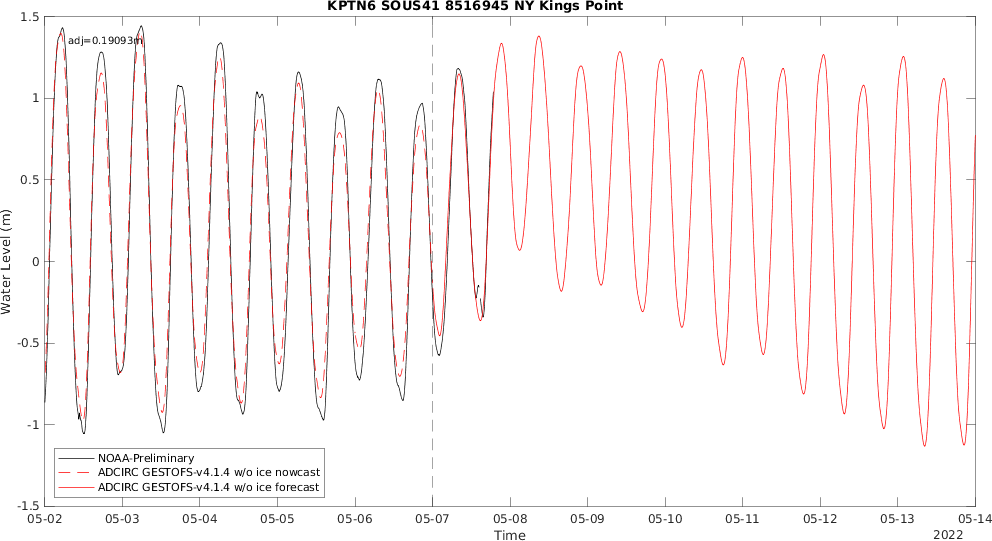 KPTN6 SOUS41 8516945 NY Kings Point
adj=0.19093m
1.5
1
0.5
0
-0.5
-1
-1.5
Water Level (m)
NOAA-Preliminary
ADCIRC GESTOFS-v4.1.4 w/o ice nowcast
ADCIRC GESTOFS-v4.1.4 w/o ice forecast
05-02 05-03 05-04 05-05 05-06 05-07 05-08 05-09 05-10 05-11 05-12 05-13 05-14
Time
2022